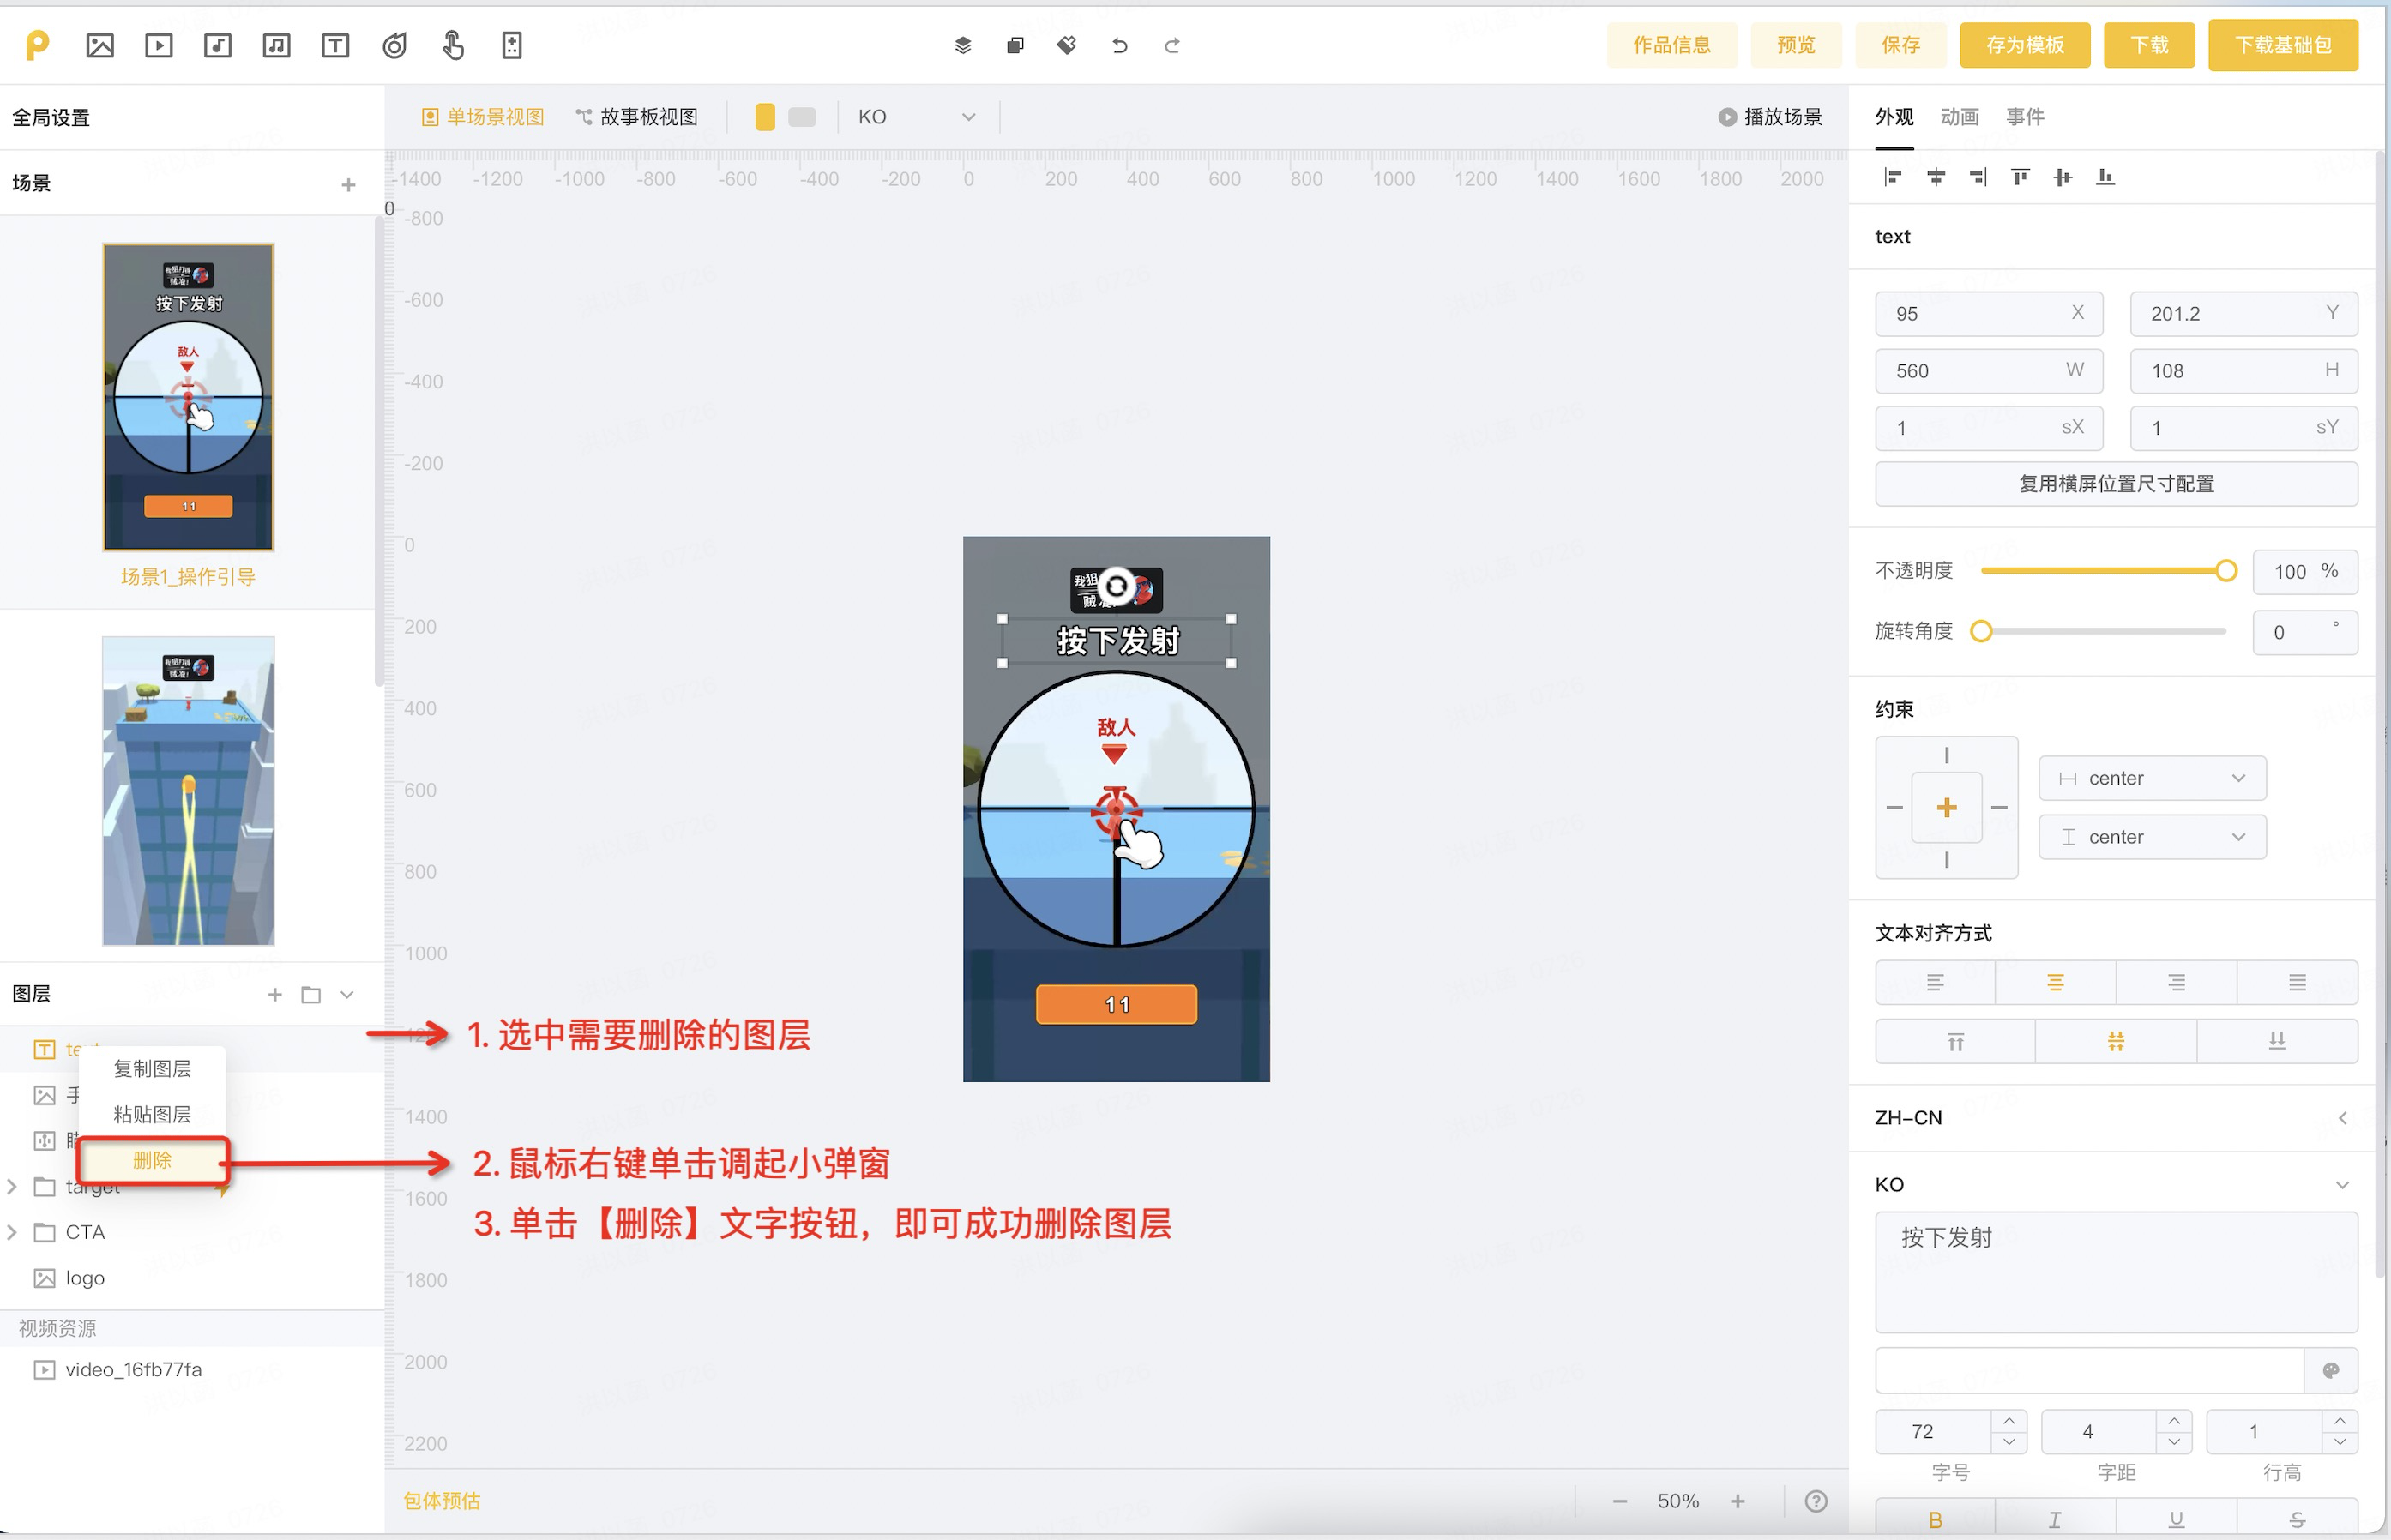 作品信息 预览 保存 存为模板 下载 下载基础包
全局设置
单场景视图 故事板视图 KO 播放场景
外观 动画 事件
场景
-1400 -1200 -1000 -800 -600 -400 -200 0 200 400 600 800 1000 1200 1400 1600 1800 2000
0
-800
-600
-400
-200
0
200
400
600
800
1000
1200
1400
1600
1800
2000
2200
按下发射
敌人
11
场景1_操作引导
按下发射
敌人
11
图层
复制图层
粘贴图层
删除
target
CTA
logo
视频资源
video_16fb77fa
1. 选中需要删除的图层
2. 鼠标右键单击调起小弹窗
3. 单击【删除】文字按钮，即可成功删除图层
包体预估
50%
text
95 X 201.2 Y
560 W 108 H
1 sX 1 sY
复用横屏位置尺寸配置
不透明度 100 %
旋转角度 0 °
约束
center
center
文本对齐方式
ZH-CN
KO
按下发射
72 4 1
字号 字距 行高
B I U S